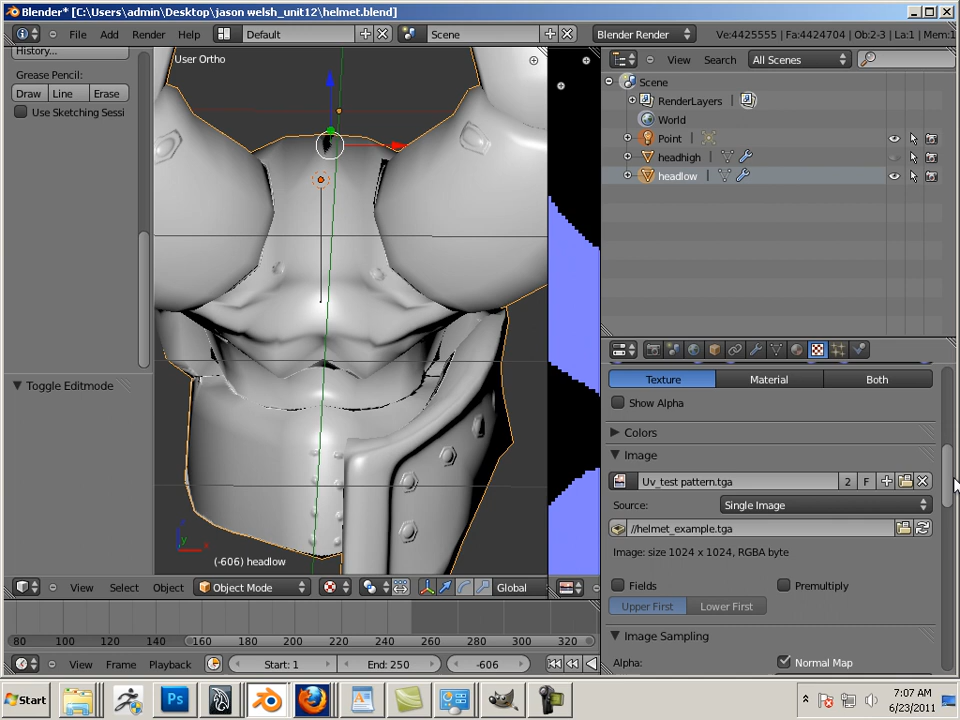 Blender* [C:\Users\admin\Desktop\jason welsh_unit12\helmet.blend]
File Add Render Help Default Scene Blender Render Ve:4425555 | Fa:4424704 | Ob:2-3 | La:1 | Mem:1
History...
Grease Pencil:
Draw Line Erase
Use Sketching Sessi
Toggle Editmode
User Ortho
y
(-606) headlow
View Search All Scenes
Scene
RenderLayers
World
Point
headhigh
headlow
Texture Material Both
Show Alpha
Colors
Image
Uv_test pattern.tga 2 F
Source: Single Image
//helmet_example.tga
Image: size 1024 x 1024, RGBA byte
Fields Premultiply
Upper First Lower First
Image Sampling
Alpha: Normal Map
View Select Object Object Mode Global
80 100 120 140 160 180 200 220 240 260 280 300 320
View Frame Playback Start: 1 End: 250 -606
Start Ps 7:07 AM
6/23/2011